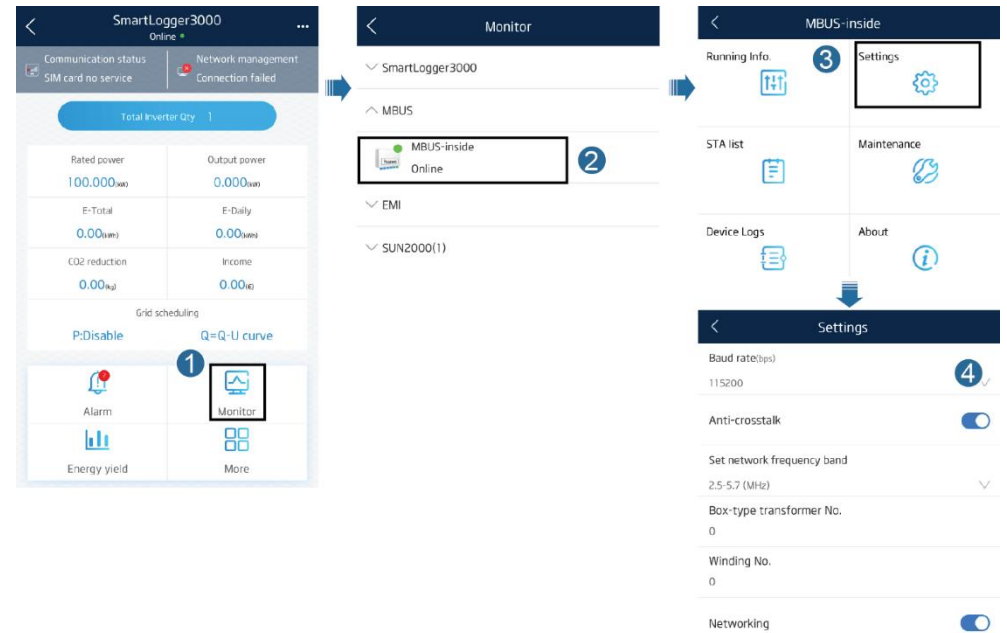 SmartLogger3000
Online
Communication status
SIM card no service
Network management
Connection failed
Total Inverter Qty 1
Rated power
100.000(kW)
Output power
0.000(kW)
E-Total
0.00(kWh)
E-Daily
0.00(kWh)
CO2 reduction
0.00(kg)
Income
0.00(€)
Grid scheduling
P:Disable
Q=Q-U curve
1
Alarm
Monitor
Energy yield
More
Monitor
SmartLogger3000
MBUS
MBUS-inside
Online
2
EMI
SUN2000(1)
MBUS-inside
Running Info.
3
Settings
STA list
Maintenance
Device Logs
About
Settings
Baud rate(bps)
115200
4
Anti-crosstalk
Set network frequency band
2.5-5.7 (MHz)
Box-type transformer No.
0
Winding No.
0
Networking